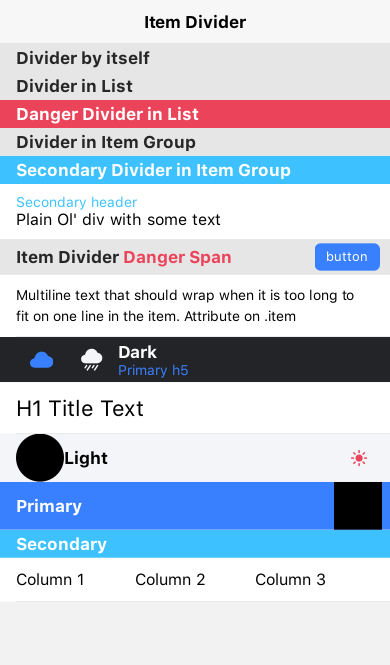 Item Divider
Divider by itself
Divider in List
Danger Divider in List
Divider in Item Group
Secondary Divider in Item Group
Secondary header
Plain Ol' div with some text
Item Divider Danger Span
button
Multiline text that should wrap when it is too long to
fit on one line in the item. Attribute on .item
Dark
Primary h5
H1 Title Text
Light
Primary
Secondary
Column 1 Column 2 Column 3